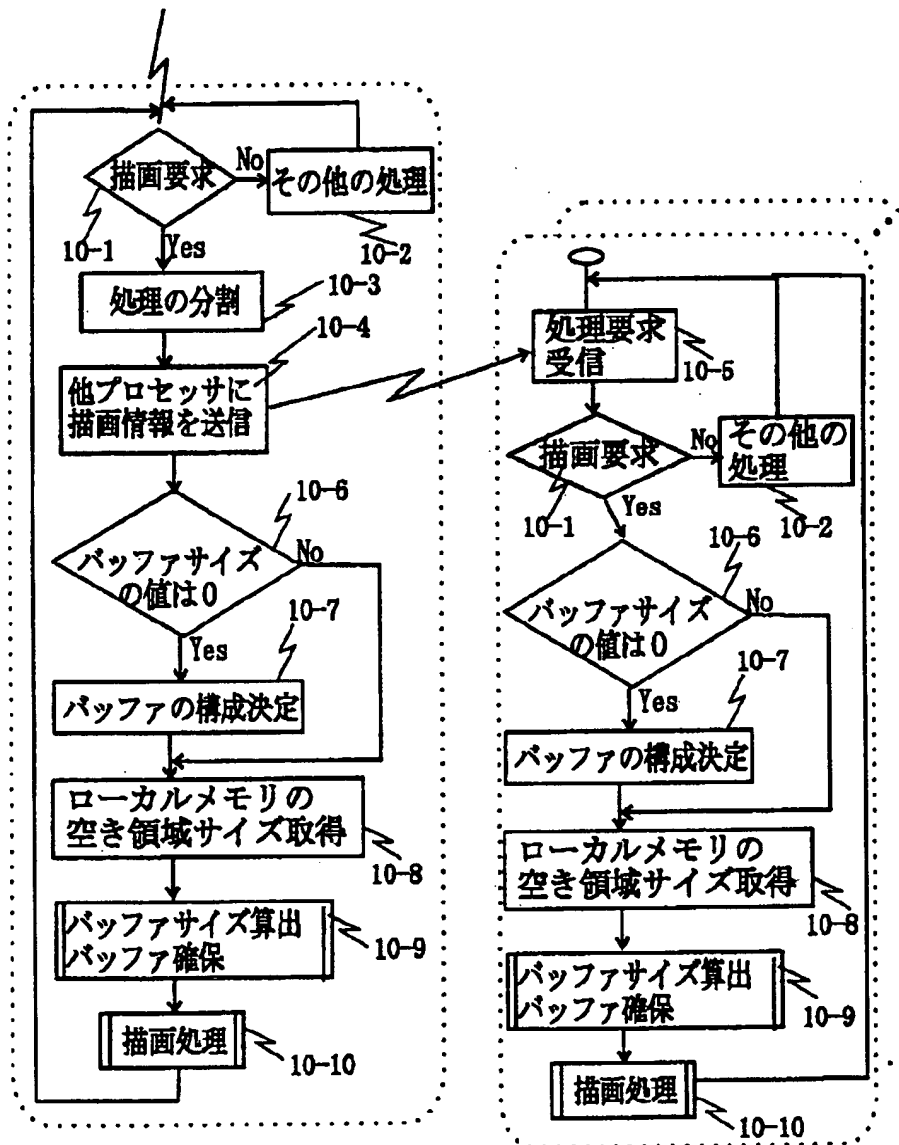 描画要求
No
その他の処理
10-1
Yes
10-2
処理の分割
10-3
10-4
他プロセッサに
描画情報を送信
10-6
バッファサイズ
の値は0
No
10-7
Yes
バッファの構成決定
ローカルメモリの
空き領域サイズ取得
10-8
バッファサイズ算出
バッファ確保
10-9
描画処理
10-10
処理要求
受信
10-5
描画要求
No
その他の
処理
10-1
Yes
10-2
10-6
バッファサイズ
の値は0
No
10-7
Yes
バッファの構成決定
ローカルメモリの
空き領域サイズ取得
10-8
バッファサイズ算出
バッファ確保
10-9
描画処理
10-10